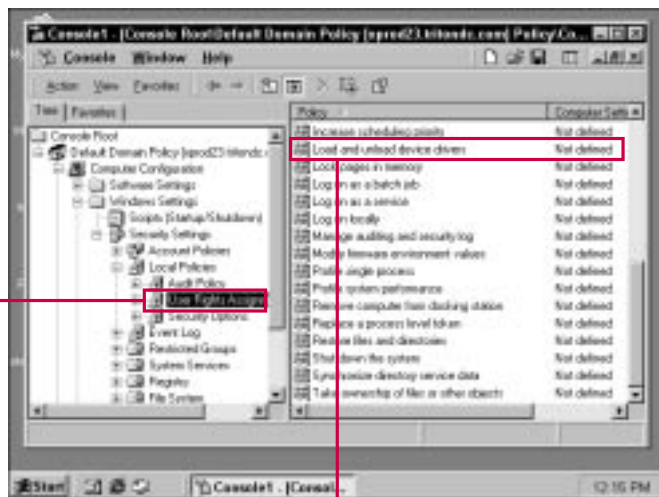 Console1 - [Console Root\Default Domain Policy [oprod23.tritondc.com] Policy\Co...
Console Window Help
Action View Favorites
Tree Favorites
Console Root
Default Domain Policy [oprod23.tritondc.
Computer Configuration
Software Settings
Windows Settings
Scripts (Startup/Shutdown)
Security Settings
Account Policies
Local Policies
Audit Policy
User Rights Assign
Security Options
Event Log
Restricted Groups
System Services
Registry
File System
Policy Computer Setti
Increase scheduling priority Not defined
Load and unload device drivers Not defined
Lock pages in memory Not defined
Log on as a batch job Not defined
Log on as a service Not defined
Log on locally Not defined
Manage auditing and security log Not defined
Modify firmware environment values Not defined
Profile single process Not defined
Profile system performance Not defined
Remove computer from docking station Not defined
Replace a process level token Not defined
Restore files and directories Not defined
Shut down the system Not defined
Synchronize directory service data Not defined
Take ownership of files or other objects Not defined
Start Console1 - [Consol... 12:15 PM